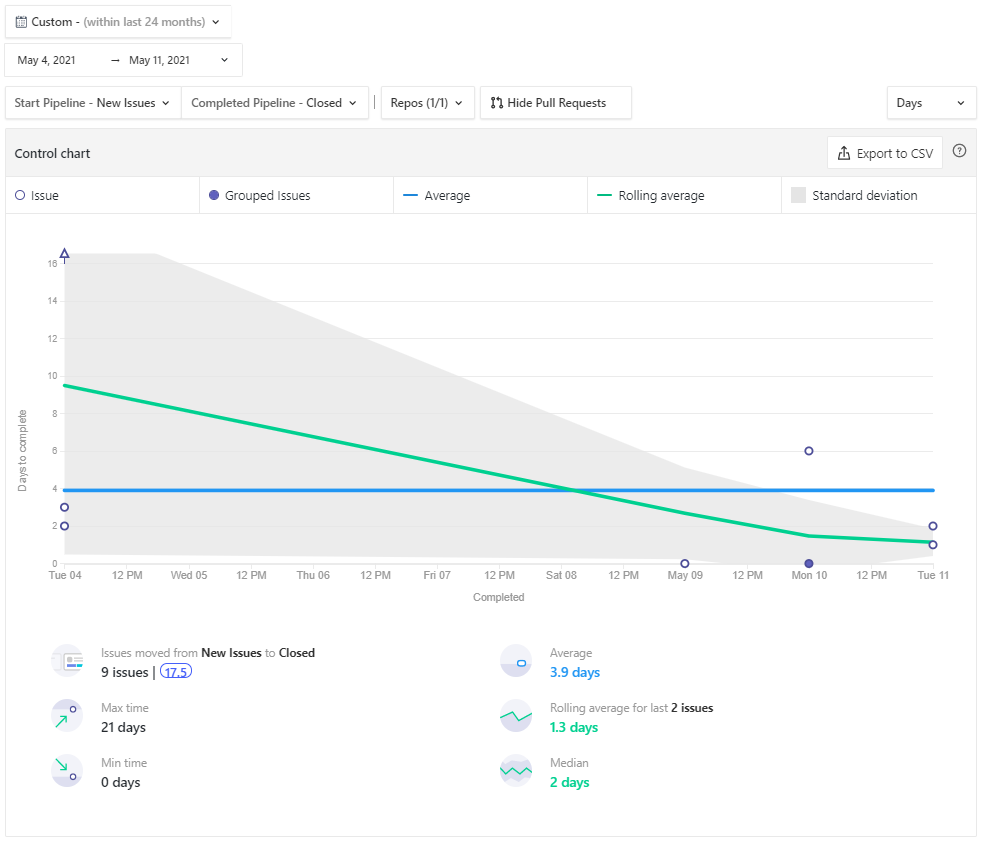 Custom - (within last 24 months)
May 4, 2021 → May 11, 2021
Start Pipeline - New Issues Completed Pipeline - Closed | Repos (1/1) Hide Pull Requests Days
Control chart Export to CSV ?
Issue Grouped Issues Average Rolling average Standard deviation
16
14
12
10
8
6
4
2
0
Days to complete
Tue 04 12 PM Wed 05 12 PM Thu 06 12 PM Fri 07 12 PM Sat 08 12 PM May 09 12 PM Mon 10 12 PM Tue 11
Completed
Issues moved from New Issues to Closed
9 issues | 17.5
Average
3.9 days
Max time
21 days
Rolling average for last 2 issues
1.3 days
Min time
0 days
Median
2 days